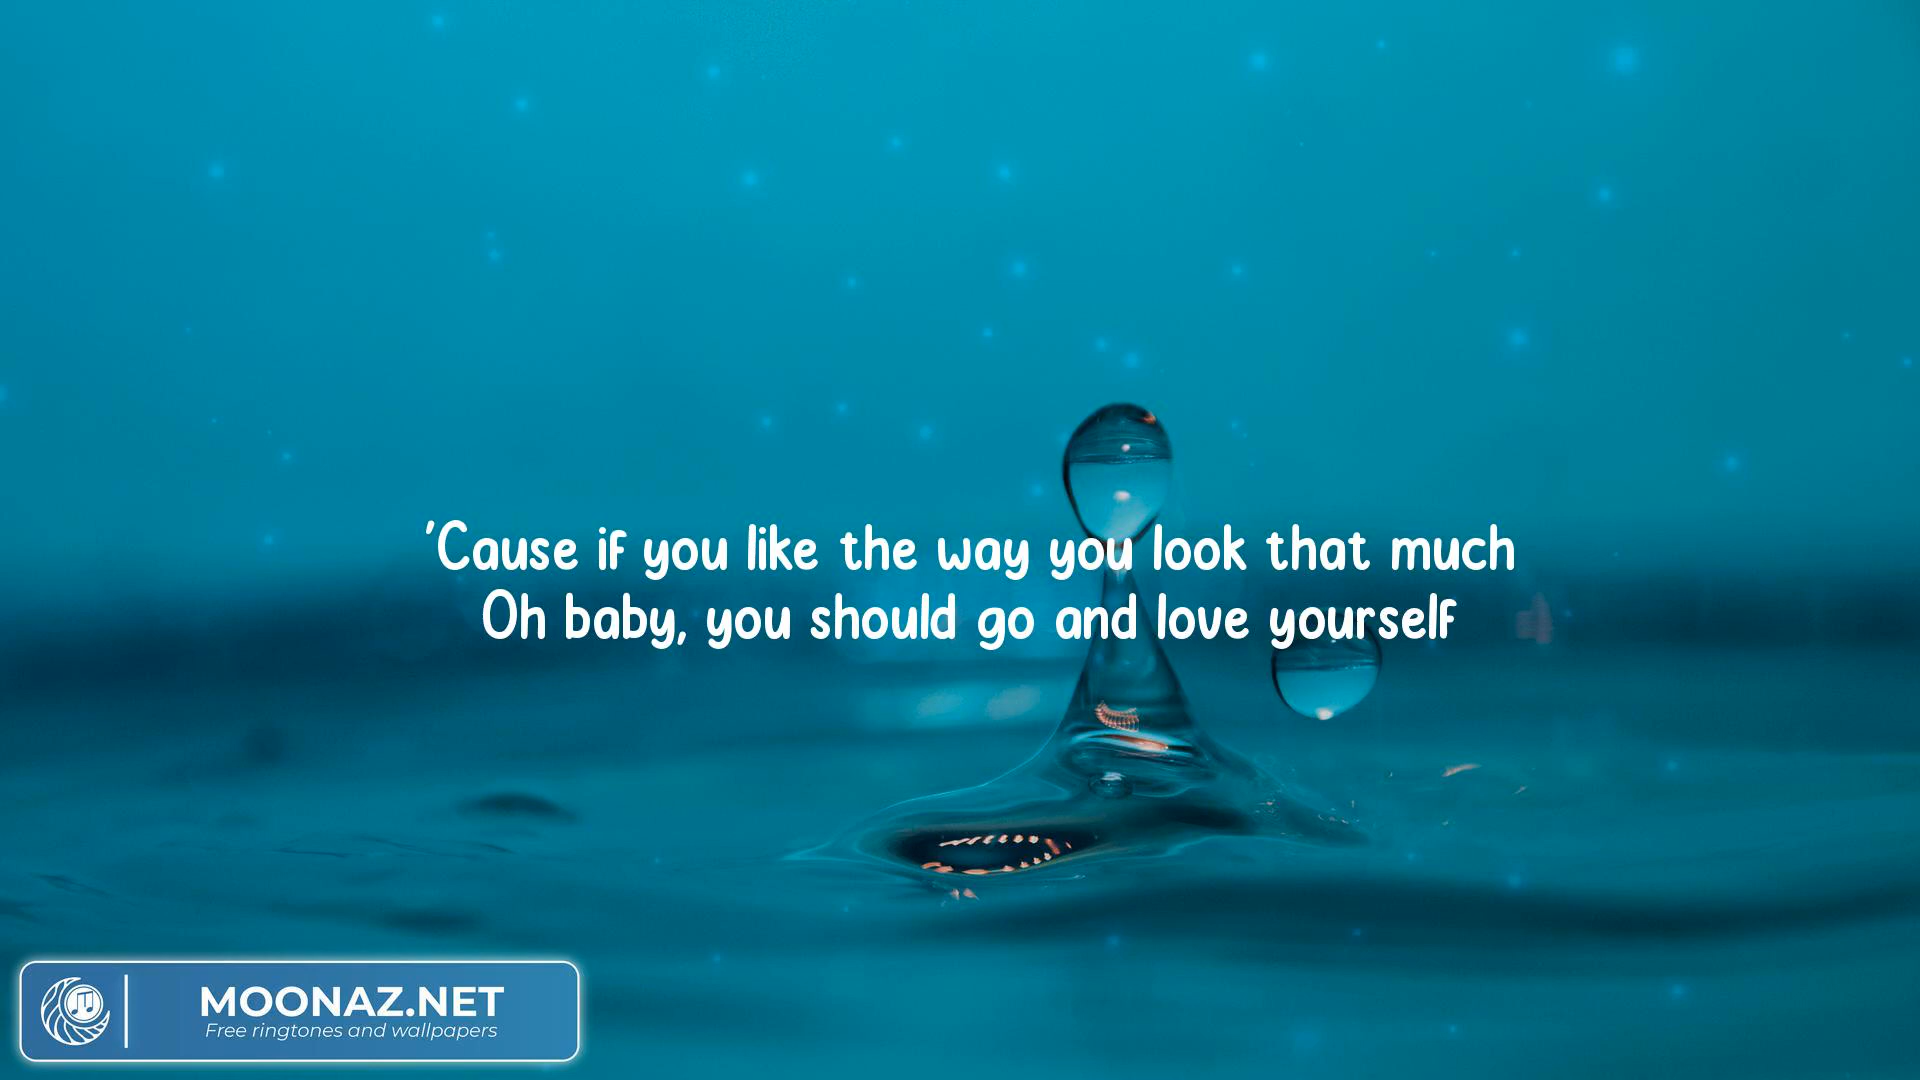 'Cause if you like the way you look that much
Oh baby, you should go and love yourself
MOONAZ.NET
Free ringtones and wallpapers